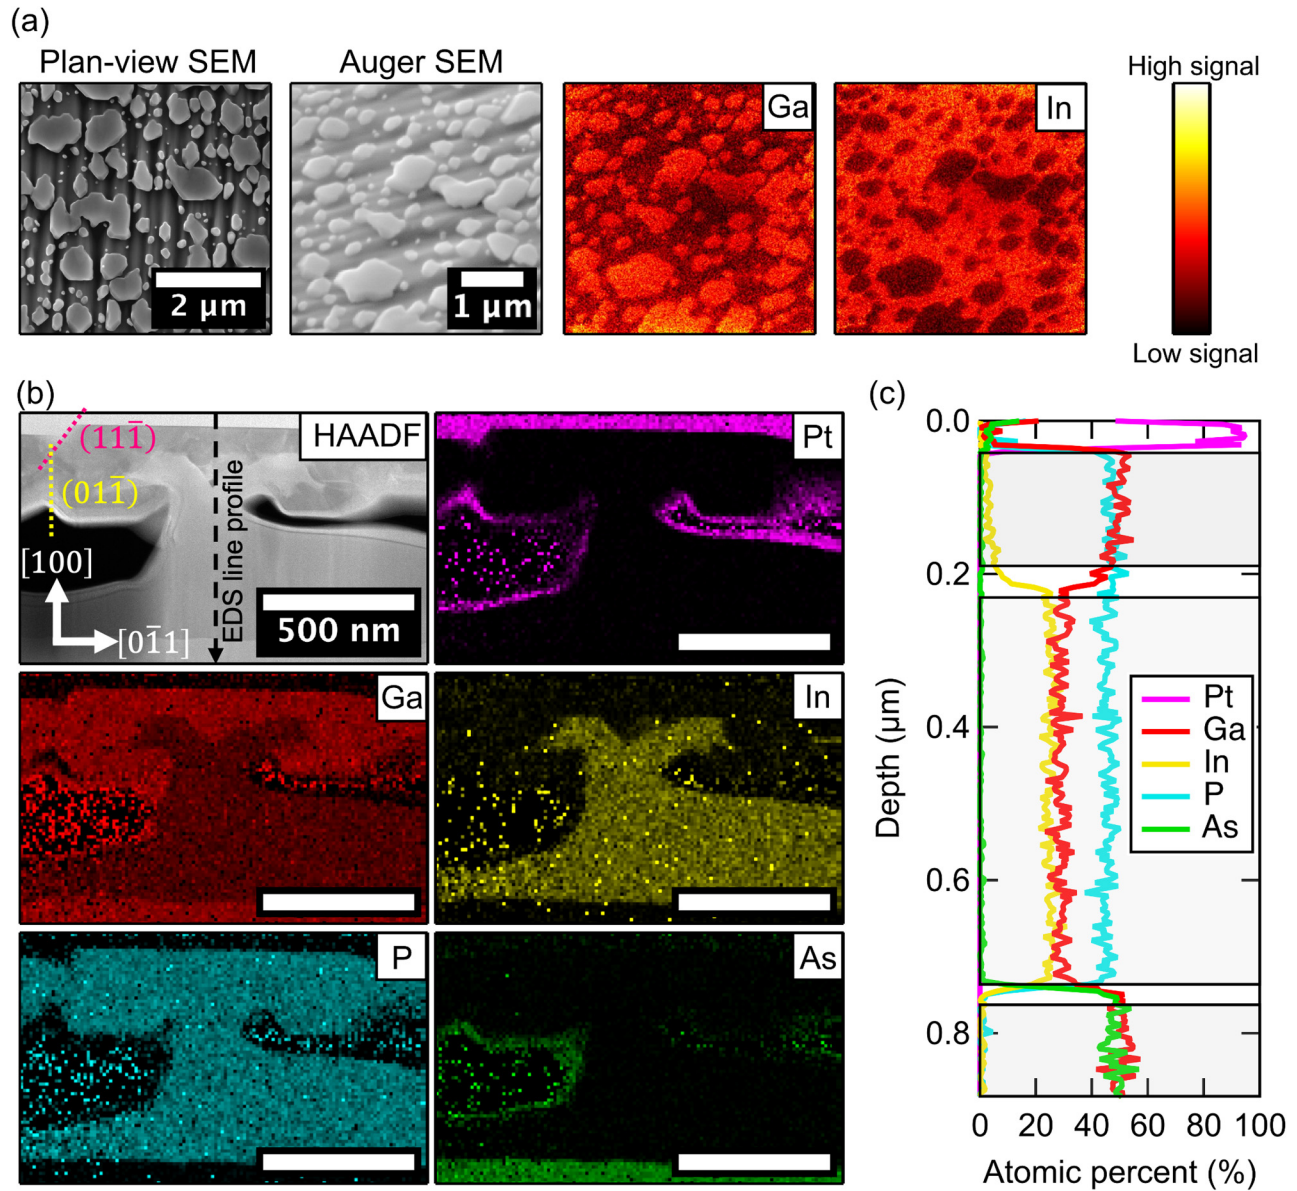 (a)
Plan-view SEM
Auger SEM
Ga
In
High signal
2 μm
1 μm
Low signal
(b)
(c)
HAADF
(111̅)
(011̅)
[100]
[01̅1]
EDS line profile
500 nm
Pt
Ga
In
P
As
0.0
0.2
0.4
0.6
0.8
Depth (μm)
Pt
Ga
In
P
As
0
20
40
60
80
100
Atomic percent (%)